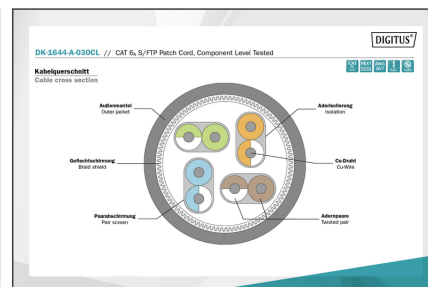 DIGITUS®
DK-1644-A-030CL // CAT 6A S/FTP Patch Cord, Component Level Tested
Kabelquerschnitt
Cable cross section
Außenmantel
Outer jacket
Aderisolierung
Isolation
Geflechtschirmung
Braid shield
Cu-Draht
Cu-Wire
Paarabschirmung
Pair screen
Adernpaare
Twisted pair